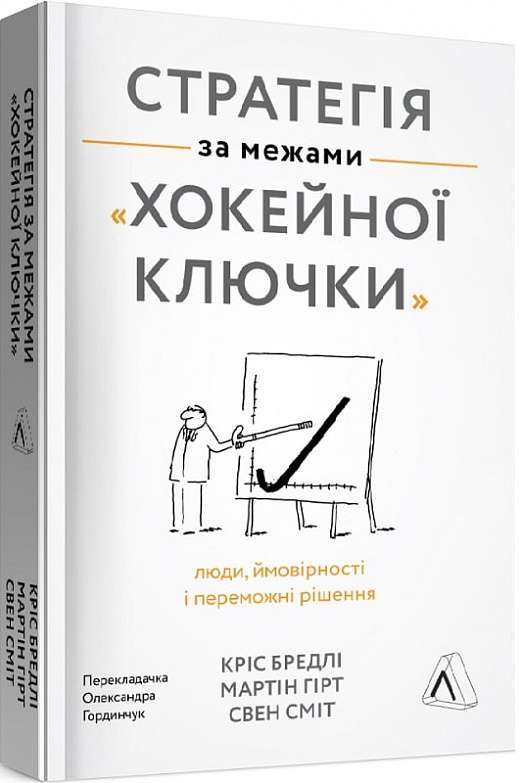 СТРАТЕГІЯ
за межами
«ХОКЕЙНОЇ
КЛЮЧКИ»
люди, ймовірності
і переможні рішення
КРІС БРЕДЛІ
МАРТІН ГІРТ
СВЕН СМІТ
Перекладачка
Олександра
Гординчук
СТРАТЕГІЯ ЗА МЕЖАМИ
«ХОКЕЙНОЇ КЛЮЧКИ»
КРІС БРЕДЛІ
МАРТІН ГІРТ
СВЕН СМІТ